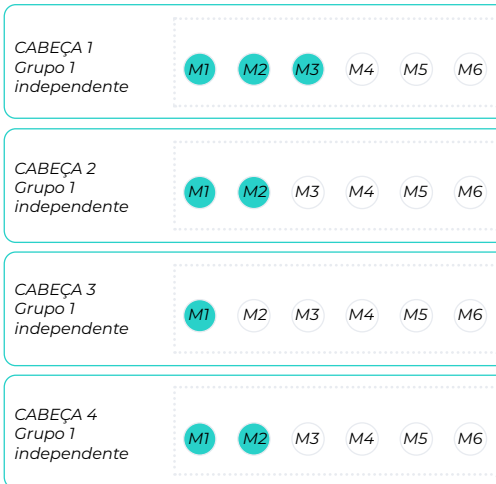 CABEÇA 1
Grupo 1
independente
M1 M2 M3 M4 M5 M6
CABEÇA 2
Grupo 1
independente
M1 M2 M3 M4 M5 M6
CABEÇA 3
Grupo 1
independente
M1 M2 M3 M4 M5 M6
CABEÇA 4
Grupo 1
independente
M1 M2 M3 M4 M5 M6